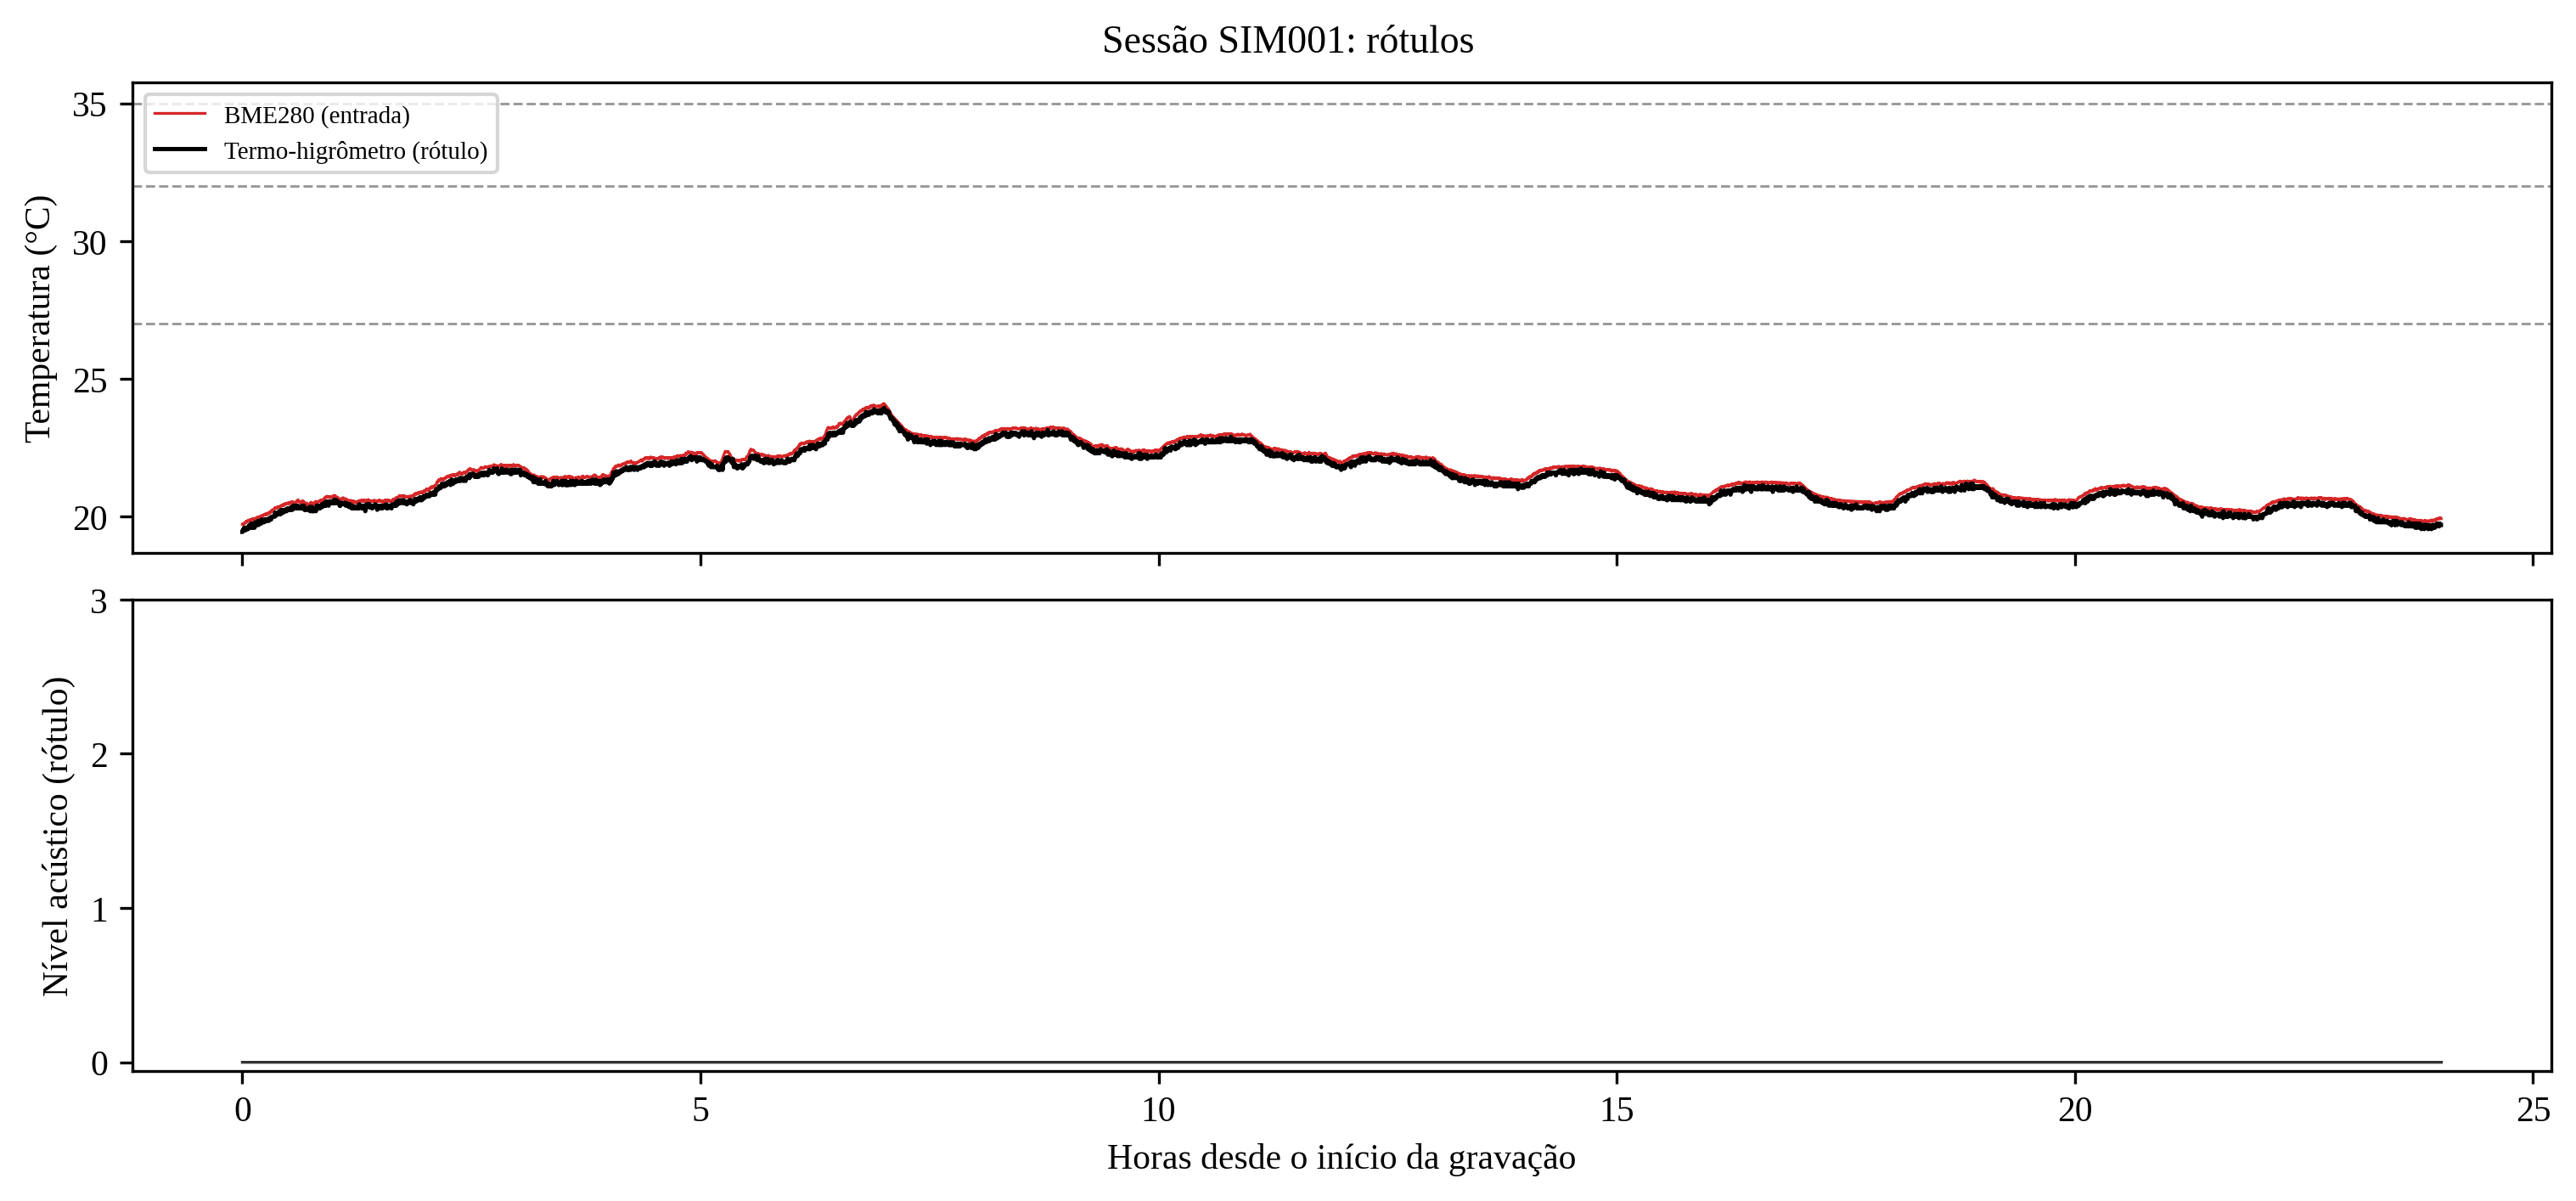 Sessão SIM001: rótulos
Temperatura (°C)
35
30
25
20
BME280 (entrada)
Termo-higrômetro (rótulo)
Nível acústico (rótulo)
3
2
1
0
0 5 10 15 20 25
Horas desde o início da gravação